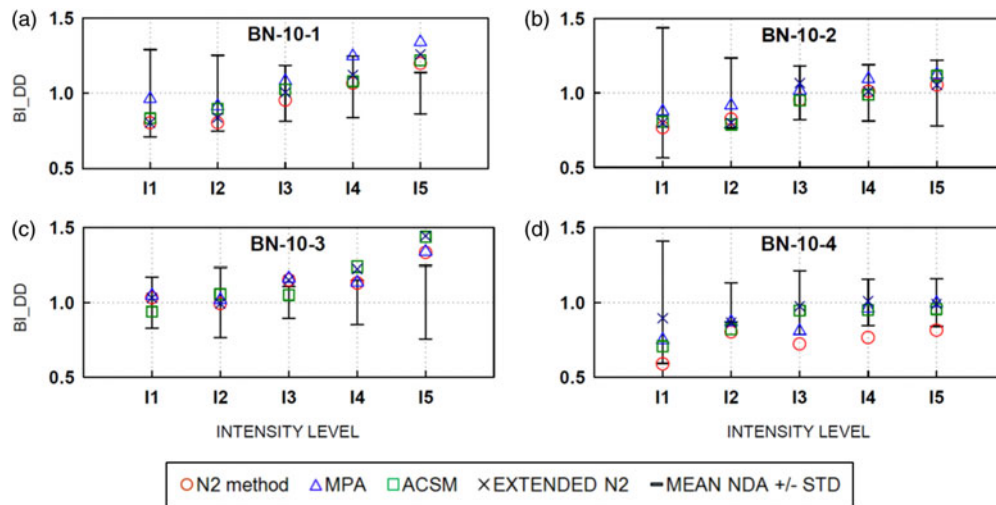 (a)
BN-10-1
BI_DD
1.5
1.0
0.5
I1 I2 I3 I4 I5
(b)
BN-10-2
1.5
1.0
0.5
I1 I2 I3 I4 I5
(c)
BN-10-3
BI_DD
1.5
1.0
0.5
I1 I2 I3 I4 I5
INTENSITY LEVEL
(d)
BN-10-4
1.5
1.0
0.5
I1 I2 I3 I4 I5
INTENSITY LEVEL
N2 method MPA ACSM EXTENDED N2 MEAN NDA +/- STD